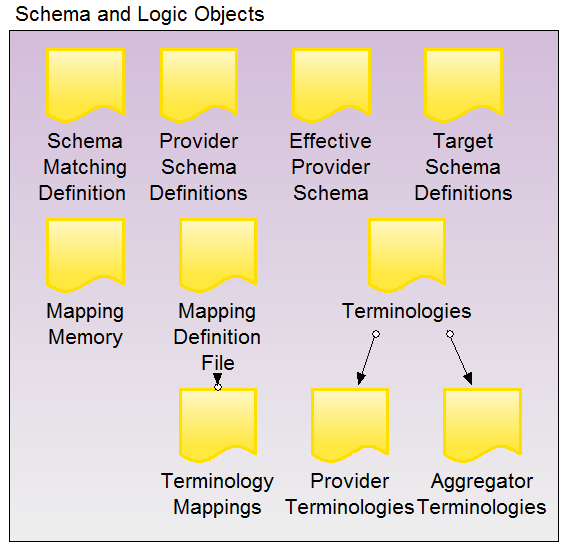 Schema and Logic Objects
Schema
Matching
Definition
Provider
Schema
Definitions
Effective
Provider
Schema
Target
Schema
Definitions
Mapping
Memory
Mapping
Definition
File
Terminologies
Terminology
Mappings
Provider
Terminologies
Aggregator
Terminologies